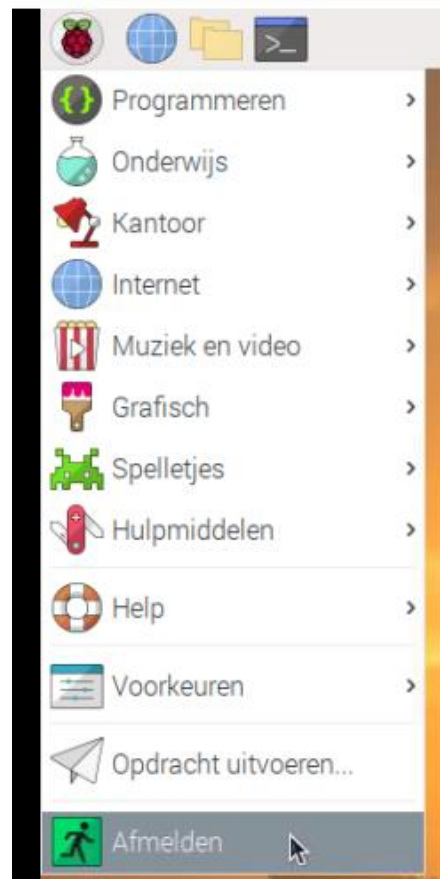 Programmeren
Onderwijs
Kantoor
Internet
Muziek en video
Grafisch
Spelletjes
Hulpmiddelen
Help
Voorkeuren
Opdracht uitvoeren...
Afmelden